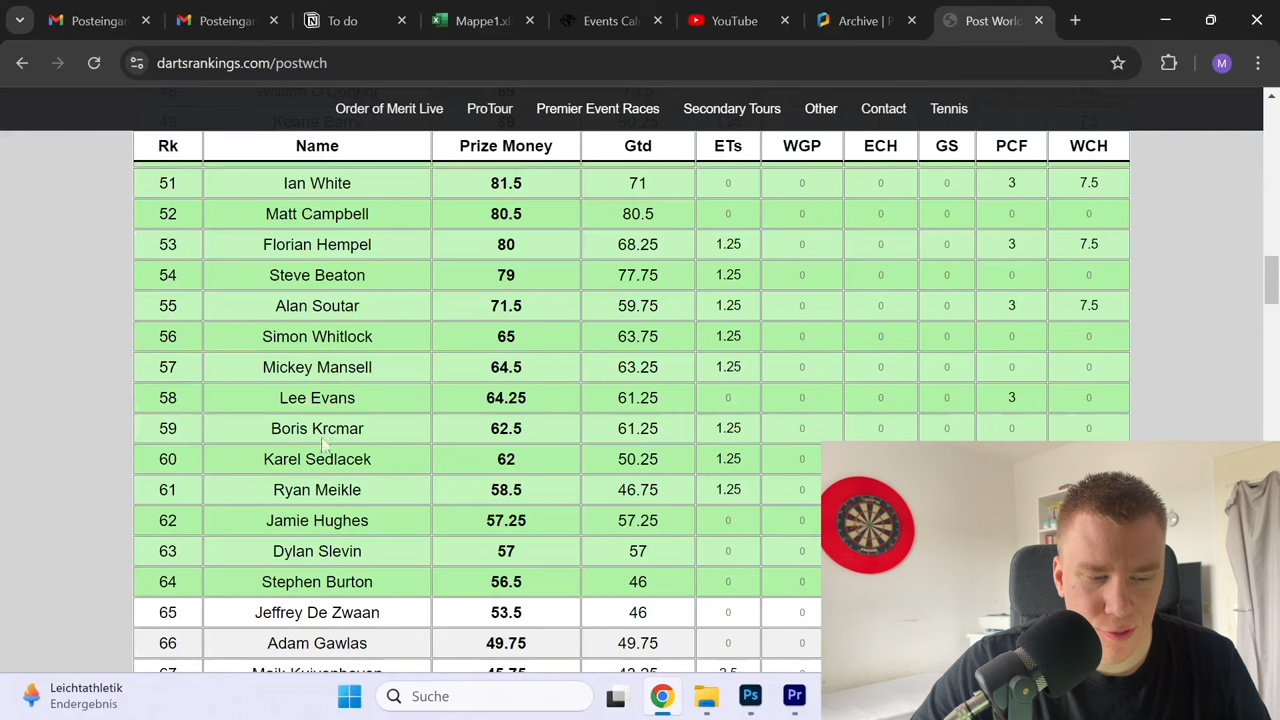 Posteingan
Posteingan
To do
Mappe1.xl
Events Cal
YouTube
Archive | P
Post Worl
dartsrankings.com/postwch
M
Order of Merit Live ProTour Premier Event Races Secondary Tours Other Contact Tennis
43 Keane Barry 7.5
Rk Name Prize Money Gtd ETs WGP ECH GS PCF WCH
51 Ian White 81.5 71 0 0 0 0 3 7.5
52 Matt Campbell 80.5 80.5 0 0 0 0 0 0
53 Florian Hempel 80 68.25 1.25 0 0 0 3 7.5
54 Steve Beaton 79 77.75 1.25 0 0 0 0 0
55 Alan Soutar 71.5 59.75 1.25 0 0 0 3 7.5
56 Simon Whitlock 65 63.75 1.25 0 0 0 0 0
57 Mickey Mansell 64.5 63.25 1.25 0 0 0 0 0
58 Lee Evans 64.25 61.25 0 0 0 0 3 0
59 Boris Krcmar 62.5 61.25 1.25 0 0 0 0 0
60 Karel Sedlacek 62 50.25 1.25 0
61 Ryan Meikle 58.5 46.75 1.25 0
62 Jamie Hughes 57.25 57.25 0 0
63 Dylan Slevin 57 57 0 0
64 Stephen Burton 56.5 46 0 0
65 Jeffrey De Zwaan 53.5 46 0 0
66 Adam Gawlas 49.75 49.75 0 0
Leichtathletik
Endergebnis
Suche
Ps
Pr